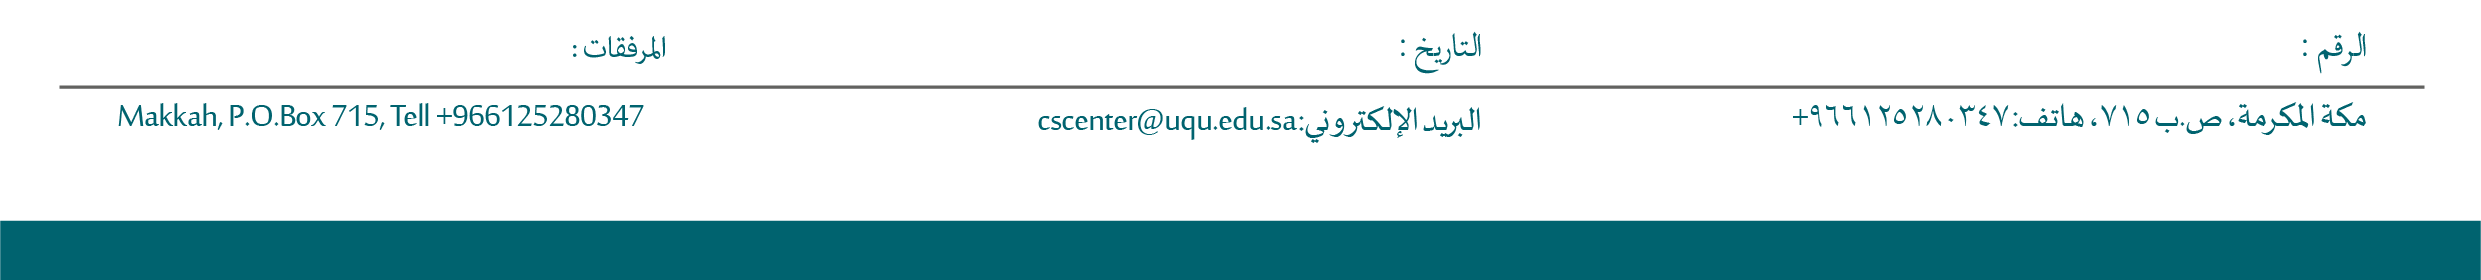 الرقم : التاريخ : المرفقات :
مكة المكرمة، ص.ب ٧١٥، هاتف:٩٦٦١٢٥٢٨٠٣٤٧+ البريد الإلكتروني:cscenter@uqu.edu.sa Makkah, P.O.Box 715, Tell +966125280347